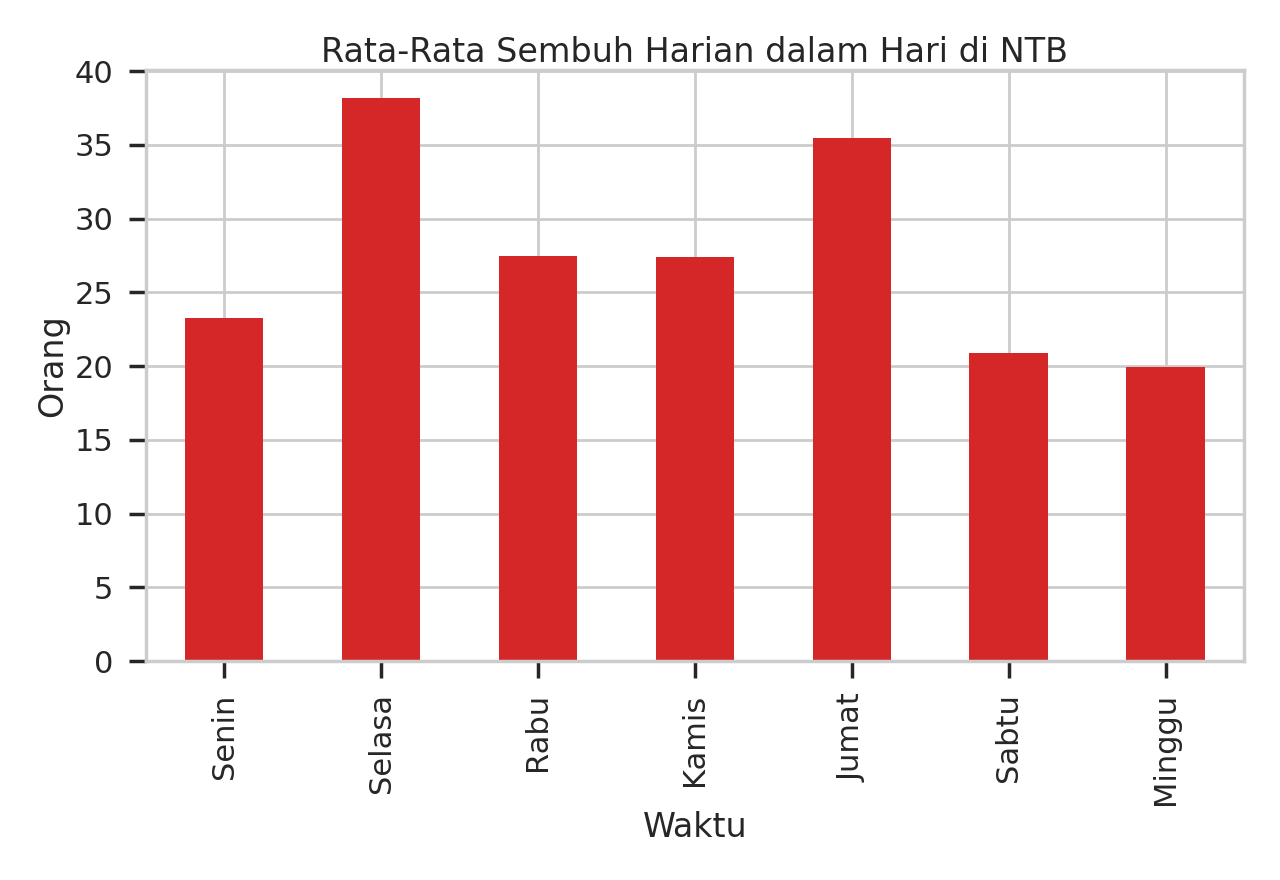 Rata-Rata Sembuh Harian dalam Hari di NTB
40
35
30
25
20
15
10
5
0
Orang
Senin
Selasa
Rabu
Kamis
Jumat
Sabtu
Minggu
Waktu